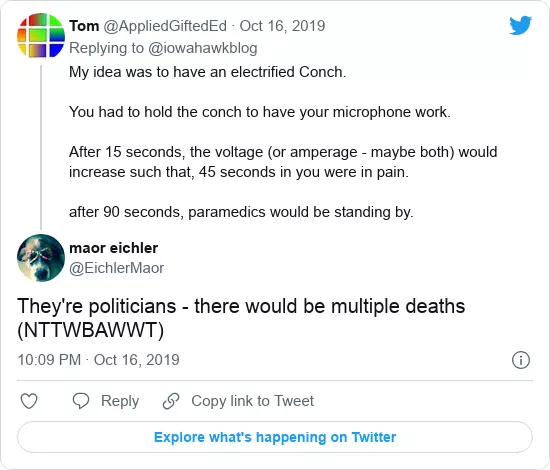 Tom @AppliedGiftedEd · Oct 16, 2019
Replying to @iowahawkblog
My idea was to have an electrified Conch.
You had to hold the conch to have your microphone work.
After 15 seconds, the voltage (or amperage - maybe both) would
increase such that, 45 seconds in you were in pain.
after 90 seconds, paramedics would be standing by.
maor eichler
@EichlerMaor
They're politicians - there would be multiple deaths
(NTTWBAWWT)
10:09 PM · Oct 16, 2019
Reply Copy link to Tweet
Explore what's happening on Twitter